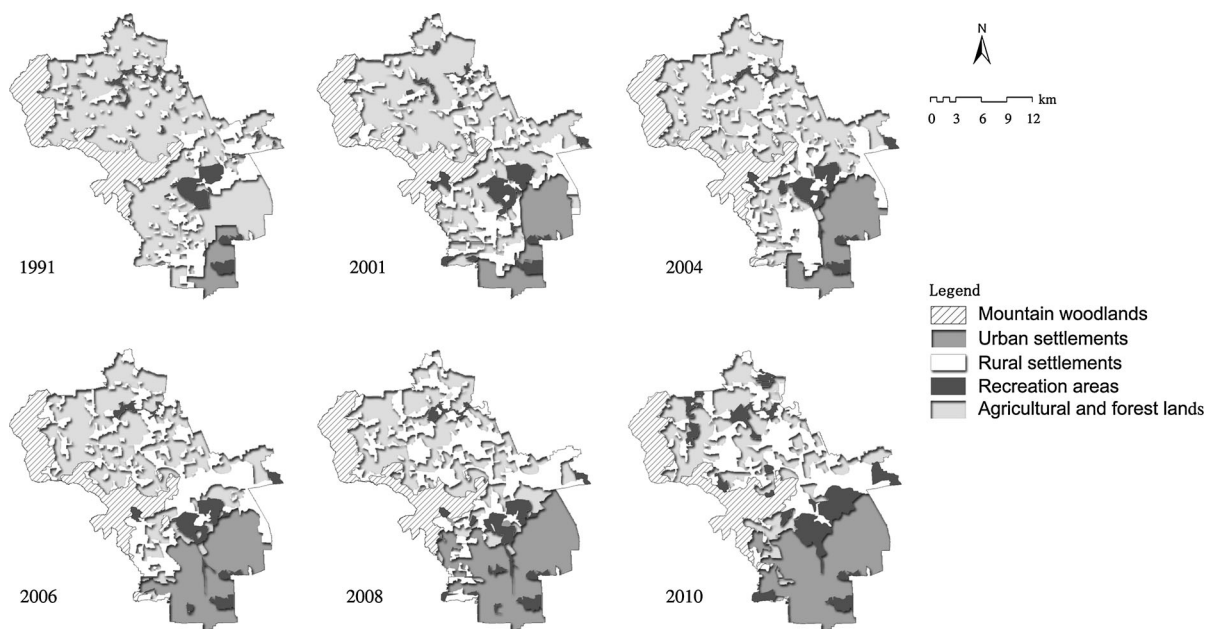 N
km
0 3 6 9 12
1991
2001
2004
Legend
Mountain woodlands
Urban settlements
Rural settlements
Recreation areas
Agricultural and forest lands
2006
2008
2010